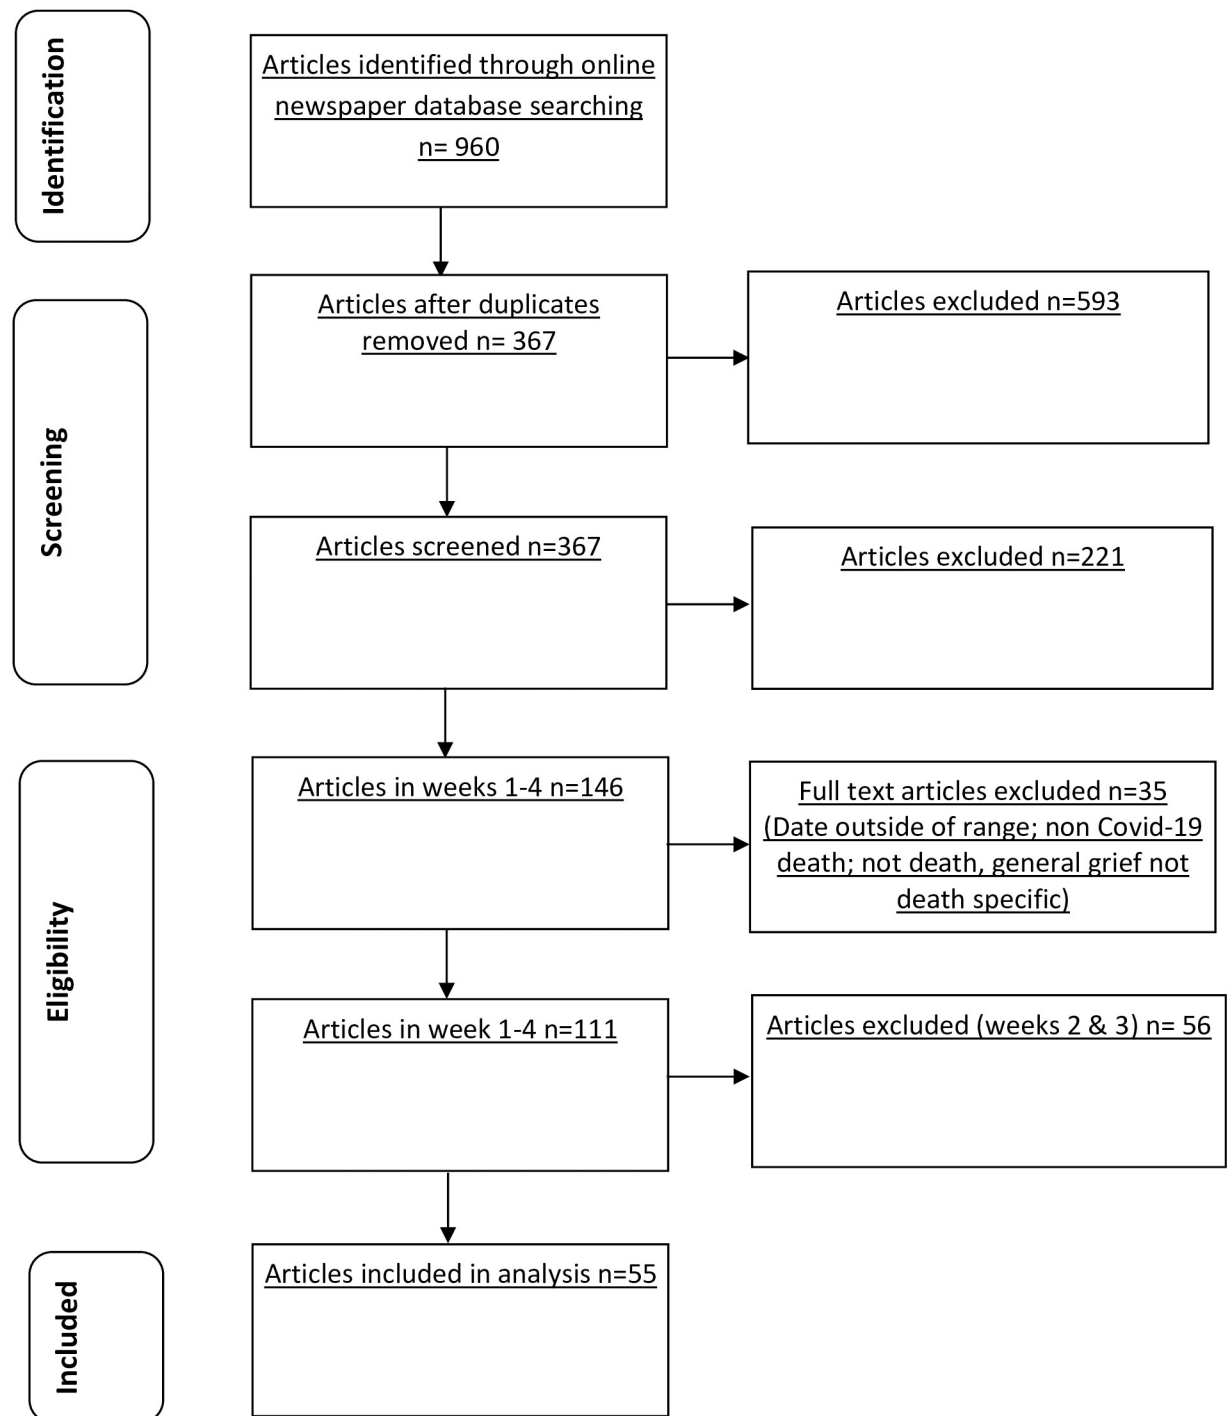 Identification
Articles identified through online
newspaper database searching
n= 960
Screening
Articles after duplicates
removed n= 367
Articles excluded n=593
Articles screened n=367
Articles excluded n=221
Eligibility
Articles in weeks 1-4 n=146
Full text articles excluded n=35
(Date outside of range; non Covid-19
death; not death, general grief not
death specific)
Articles in week 1-4 n=111
Articles excluded (weeks 2 & 3) n= 56
Included
Articles included in analysis n=55